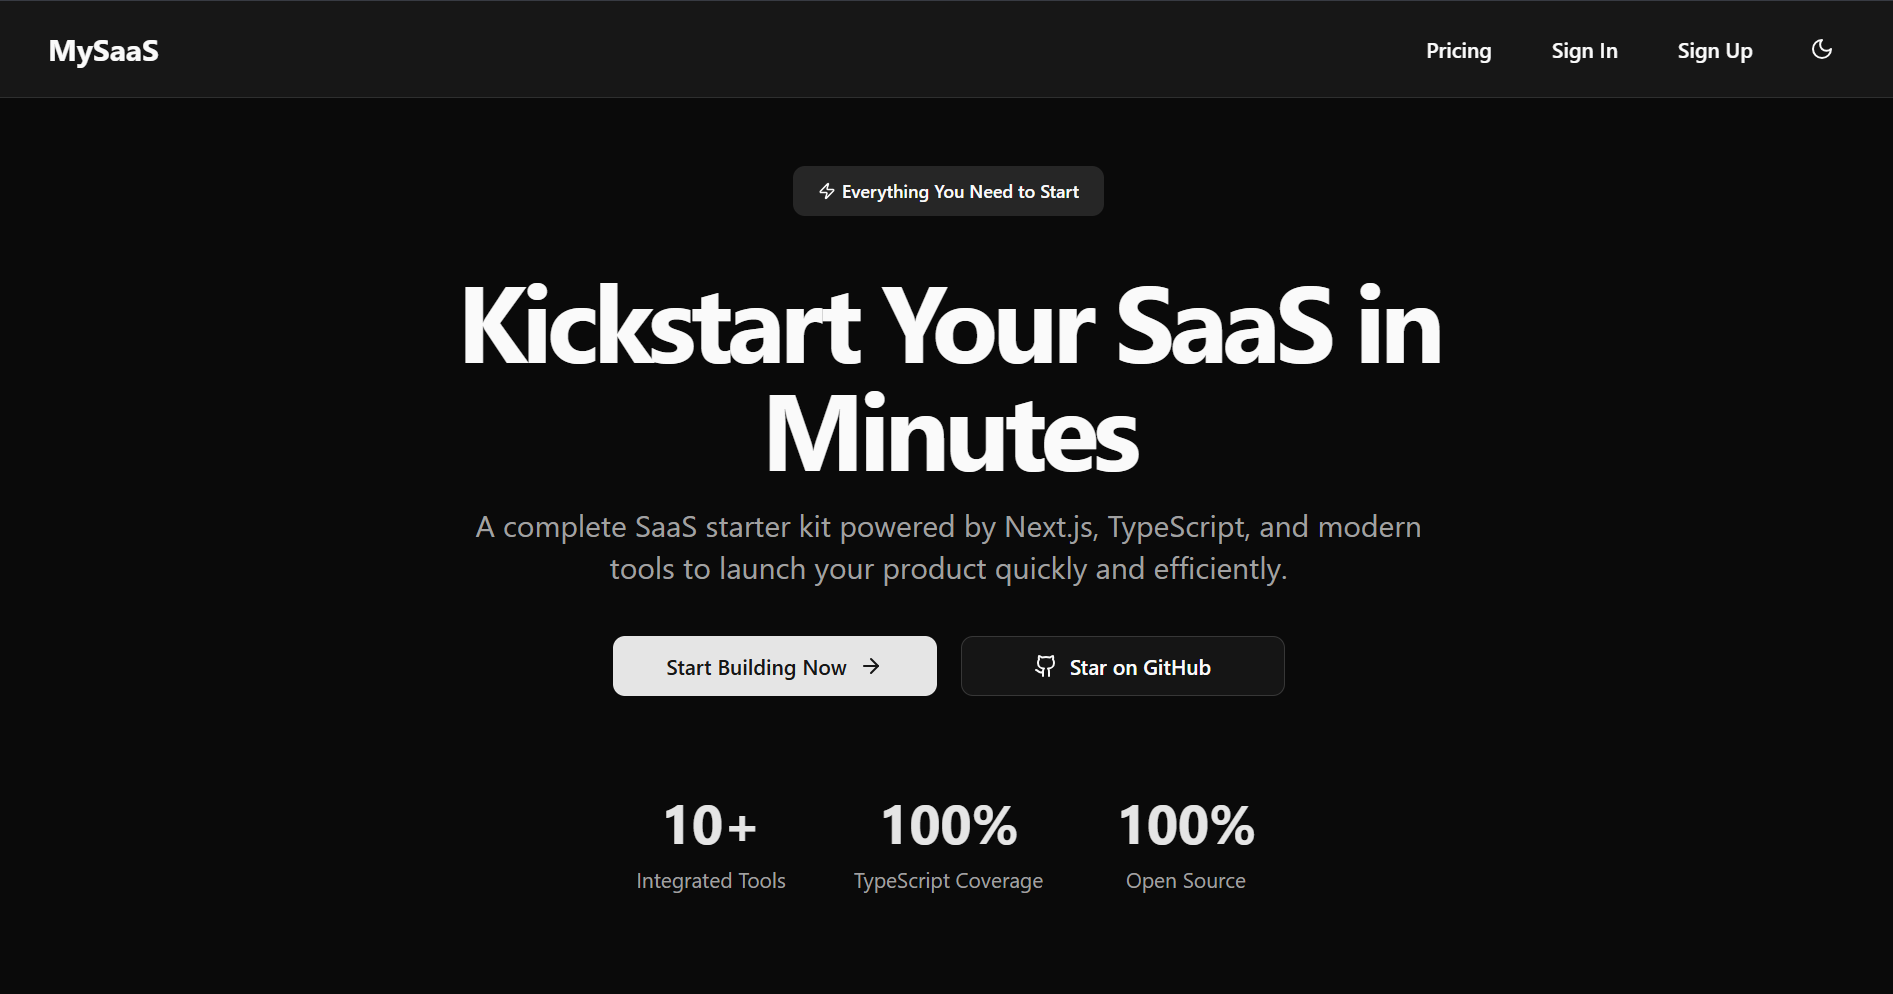 MySaaS
Pricing
Sign In
Sign Up
Everything You Need to Start
Kickstart Your SaaS in
Minutes
A complete SaaS starter kit powered by Next.js, TypeScript, and modern
tools to launch your product quickly and efficiently.
Start Building Now
Star on GitHub
10+
Integrated Tools
100%
TypeScript Coverage
100%
Open Source